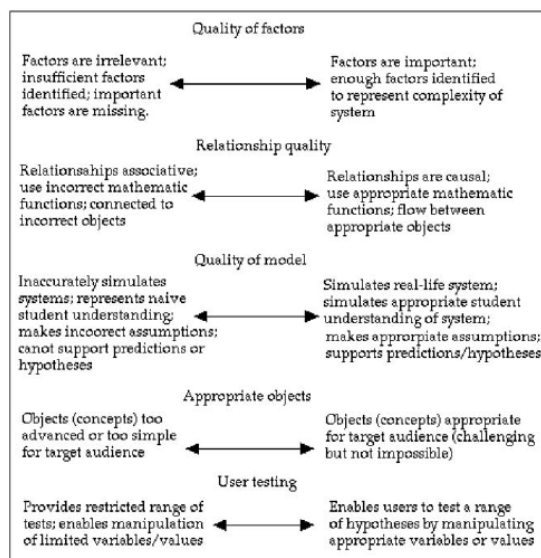 Quality of factors
Factors are irrelevant;
insufficient factors
identified; important
factors are missing.
Factors are important;
enough factors identified
to represent complexity of
system
Relationship quality
Relationsahips associative;
use incorrect mathematic
functions; connected to
incorrect objects
Relationships are causal;
use appropriate mathematic
functions; flow between
appropriate objects
Quality of model
Inaccurately simulates
systems; represents naive
student understanding;
makes incoorect assumptions;
canot support predictions or
hypotheses
Simulates real-life system;
simulates appropriate student
understanding of system;
makes approrpiate assumptions;
supports predictions/hypotheses
Appropriate objects
Objects (concepts) too
advanced or too simple
for target audience
Objects (concepts) appropriate
for target audience (challenging
but not impossible)
User testing
Provides restricted range of
tests; enables manipulation
of limited variables/values
Enables users to test a range
of hypotheses by manipulating
appropriate variables or values